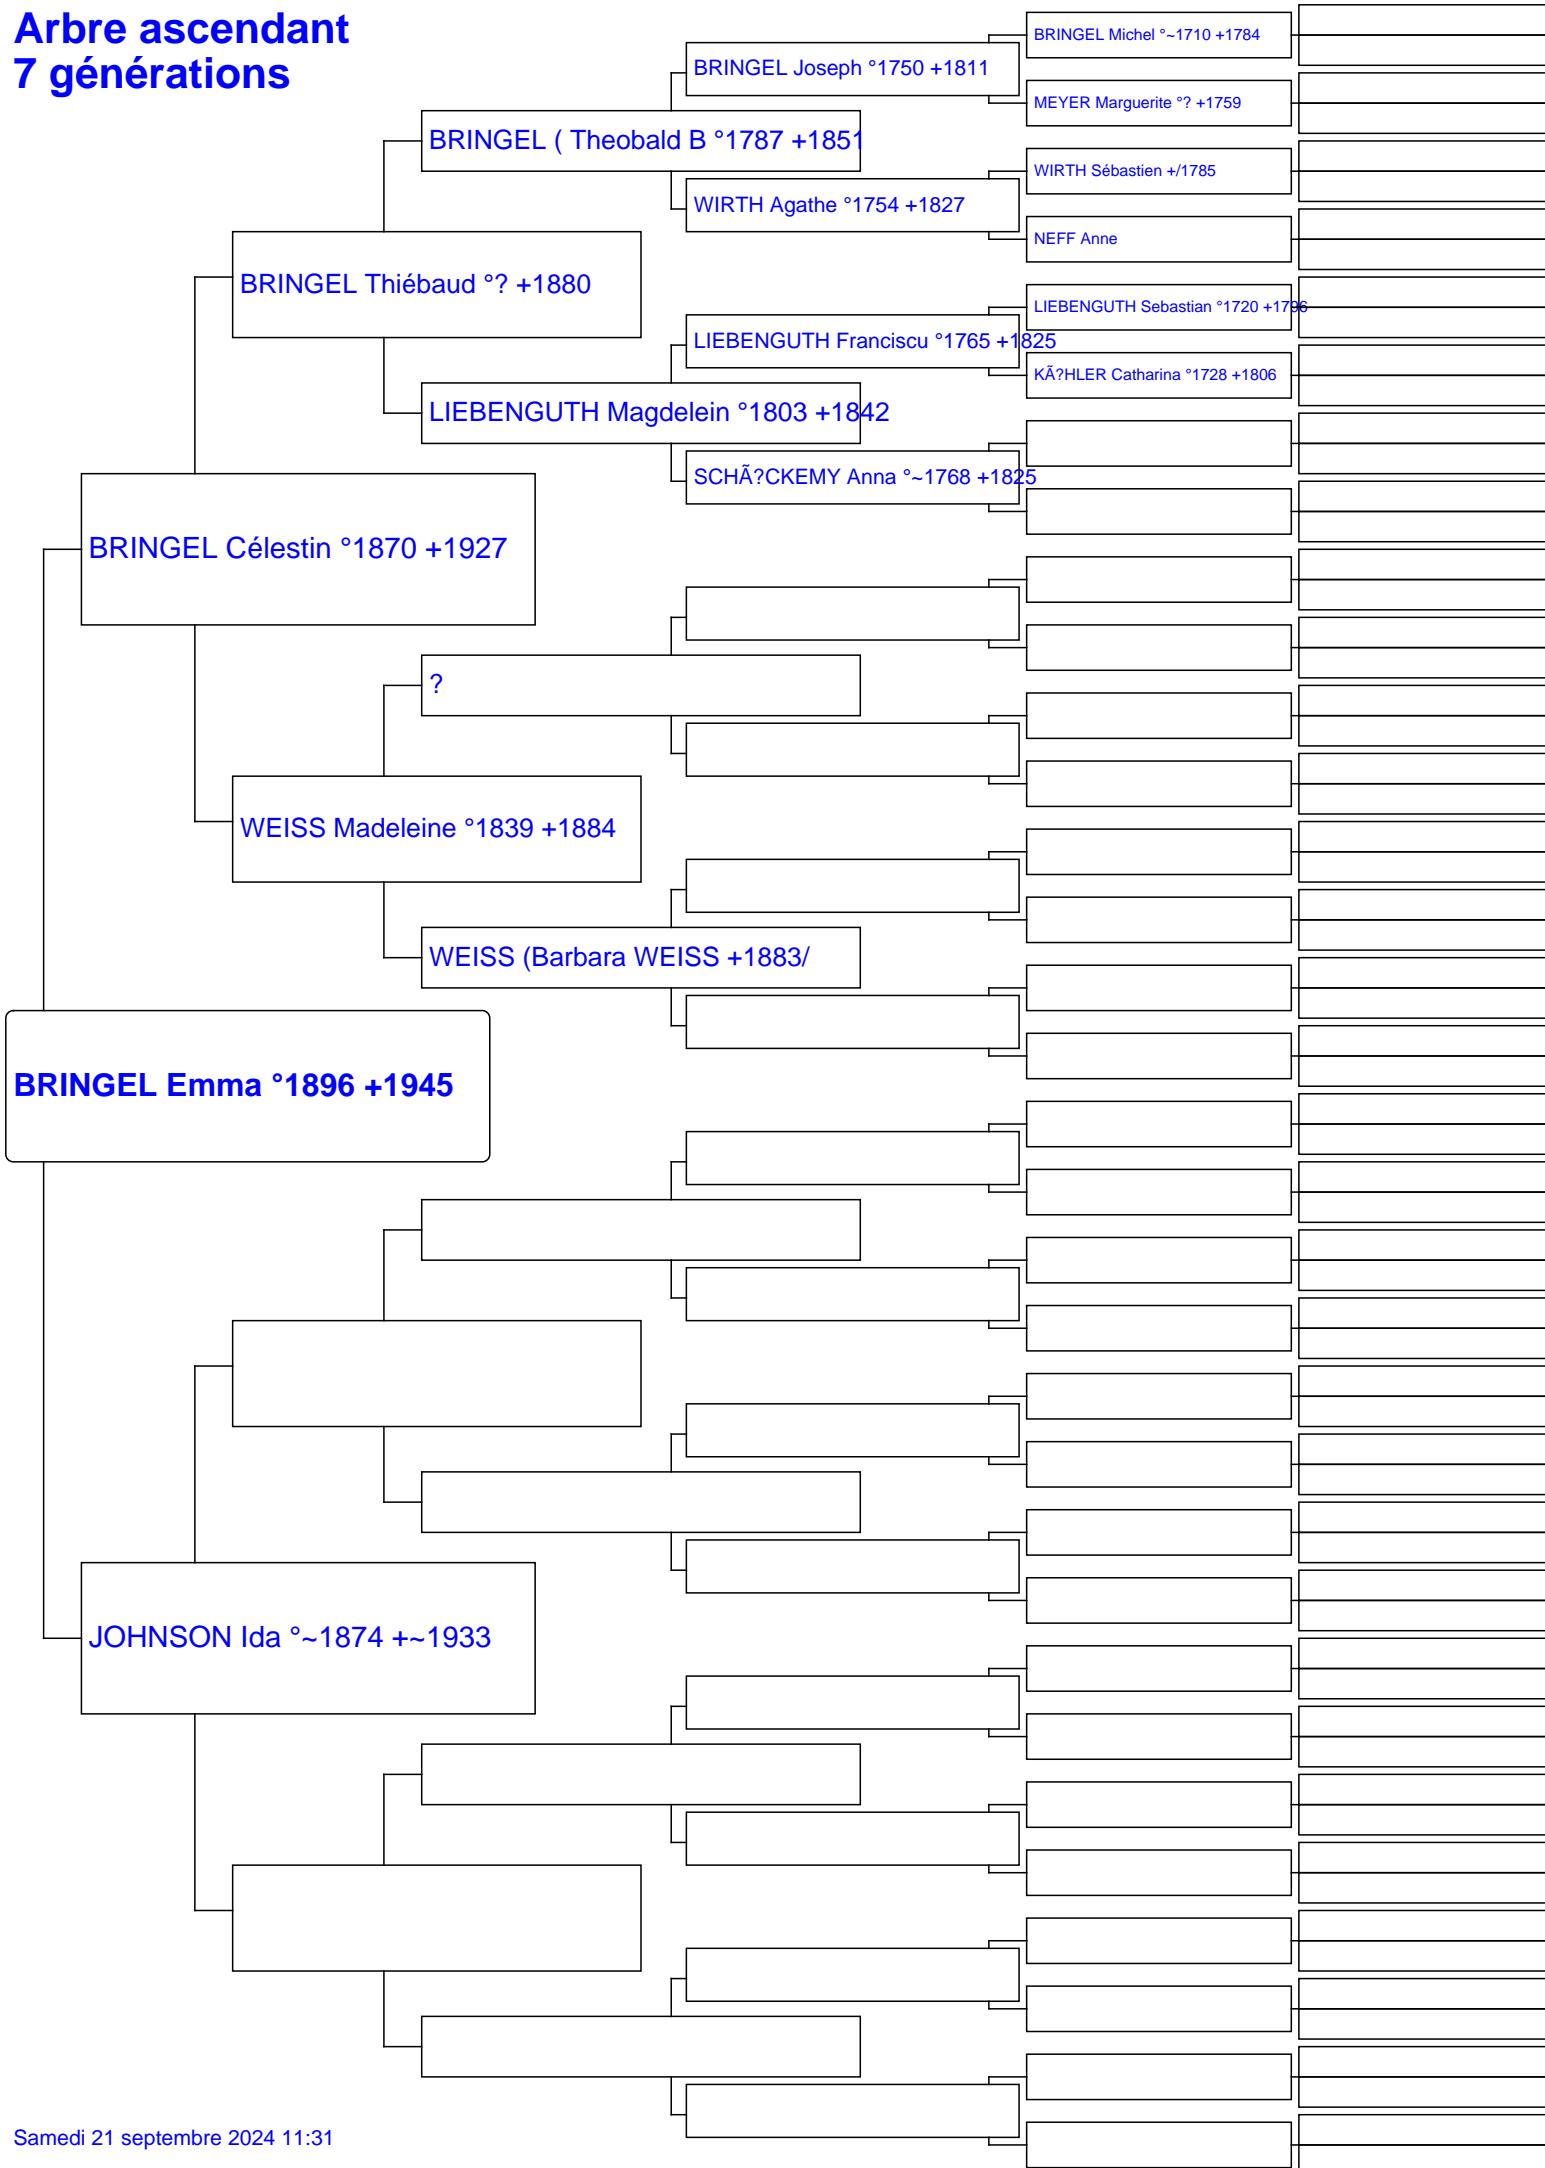 Arbre ascendant
7 générations
BRINGEL Michel °~1710 +1784
BRINGEL Joseph °1750 +1811
MEYER Marguerite °? +1759
BRINGEL ( Theobald B °1787 +1851
WIRTH Sébastien +/1785
WIRTH Agathe °1754 +1827
NEFF Anne
BRINGEL Thiébaud °? +1880
LIEBENGUTH Sebastian °1720 +1796
LIEBENGUTH Franciscu °1765 +1825
KÃ?HLER Catharina °1728 +1806
LIEBENGUTH Magdelein °1803 +1842
SCHÃ?CKEMY Anna °~1768 +1825
BRINGEL Célestin °1870 +1927
?
WEISS Madeleine °1839 +1884
WEISS (Barbara WEISS +1883/
BRINGEL Emma °1896 +1945
JOHNSON Ida °~1874 +~1933
Samedi 21 septembre 2024 11:31